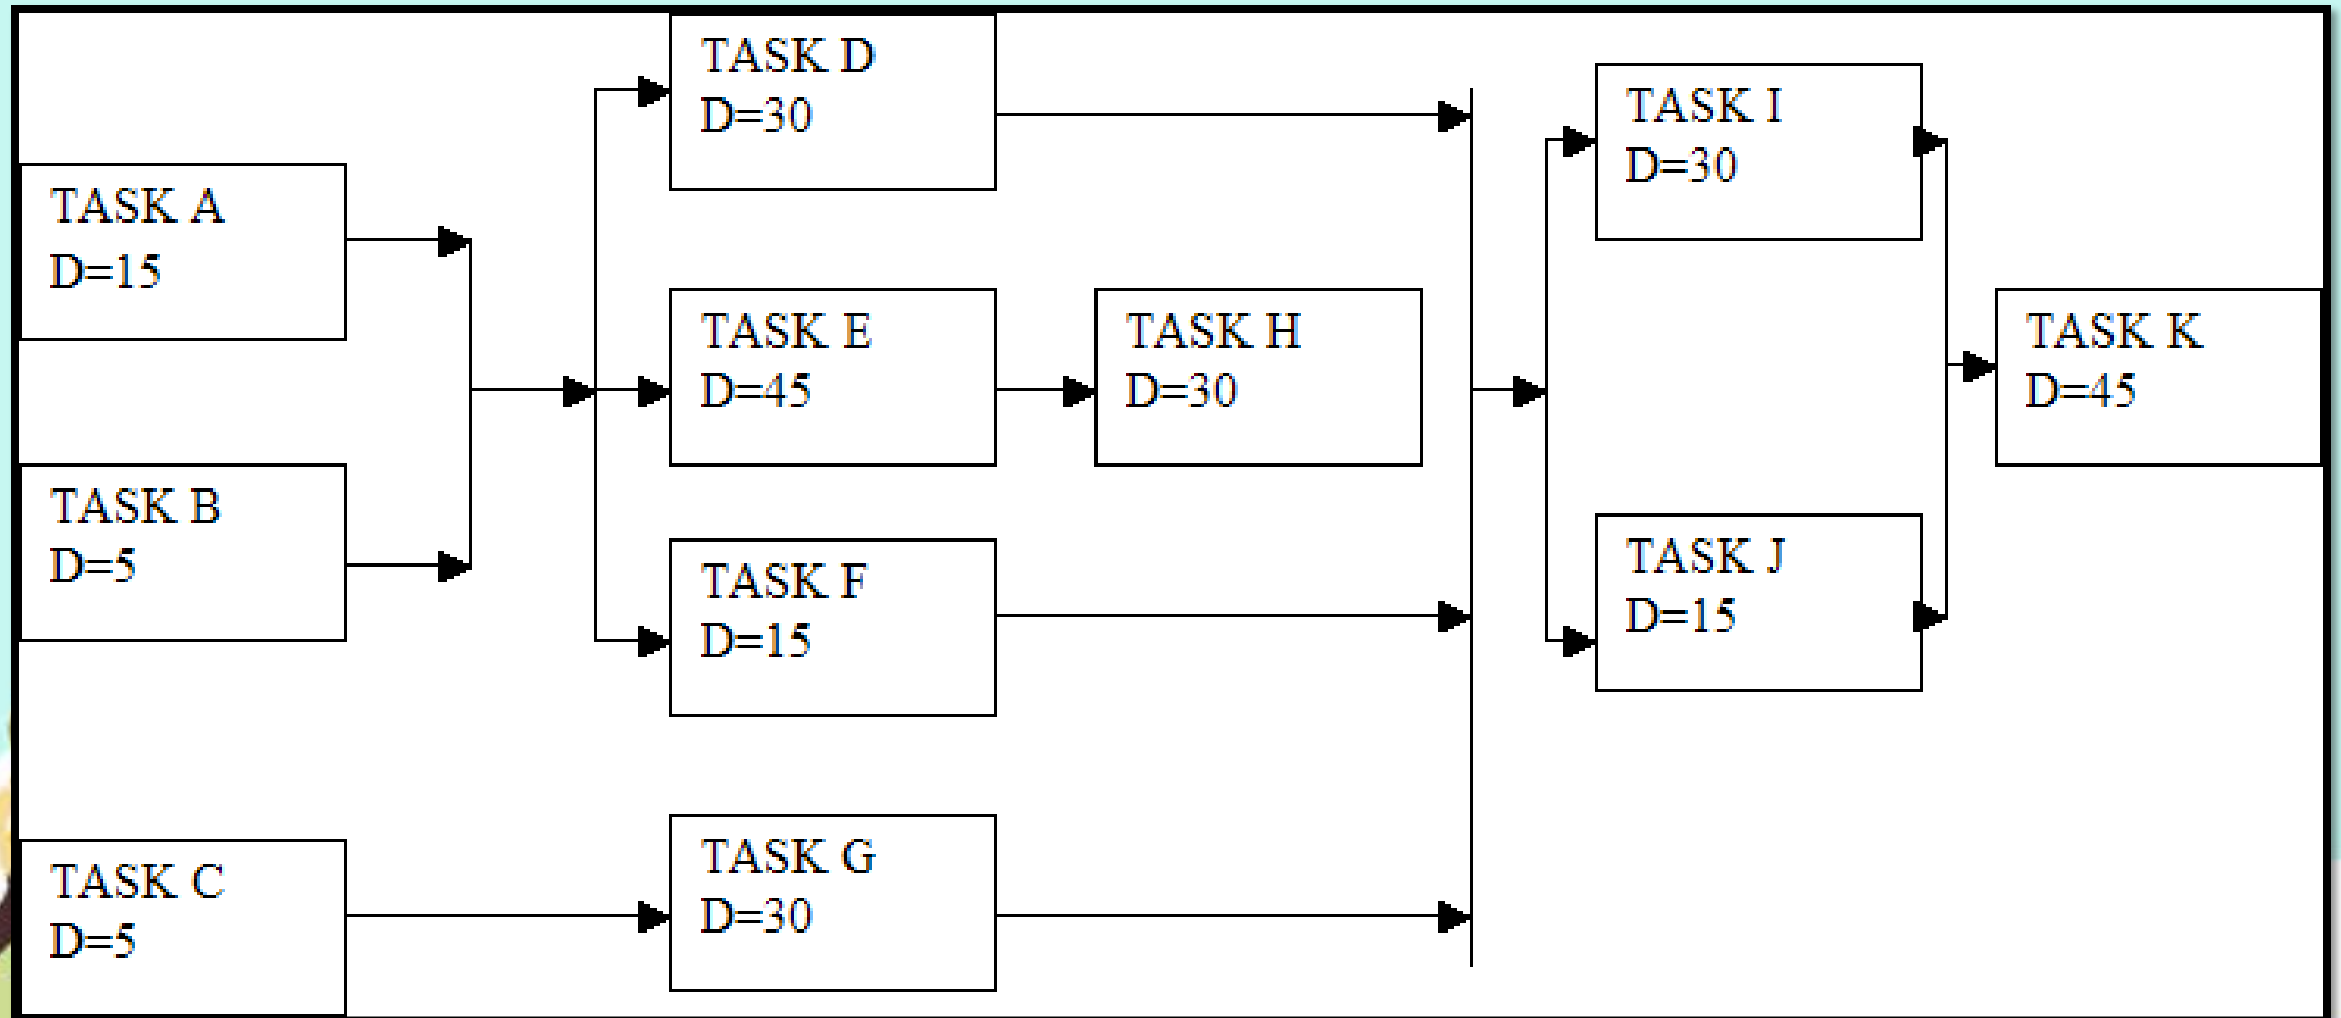 TASK A
D=15
TASK B
D=5
TASK C
D=5
TASK D
D=30
TASK E
D=45
TASK F
D=15
TASK G
D=30
TASK H
D=30
TASK I
D=30
TASK J
D=15
TASK K
D=45